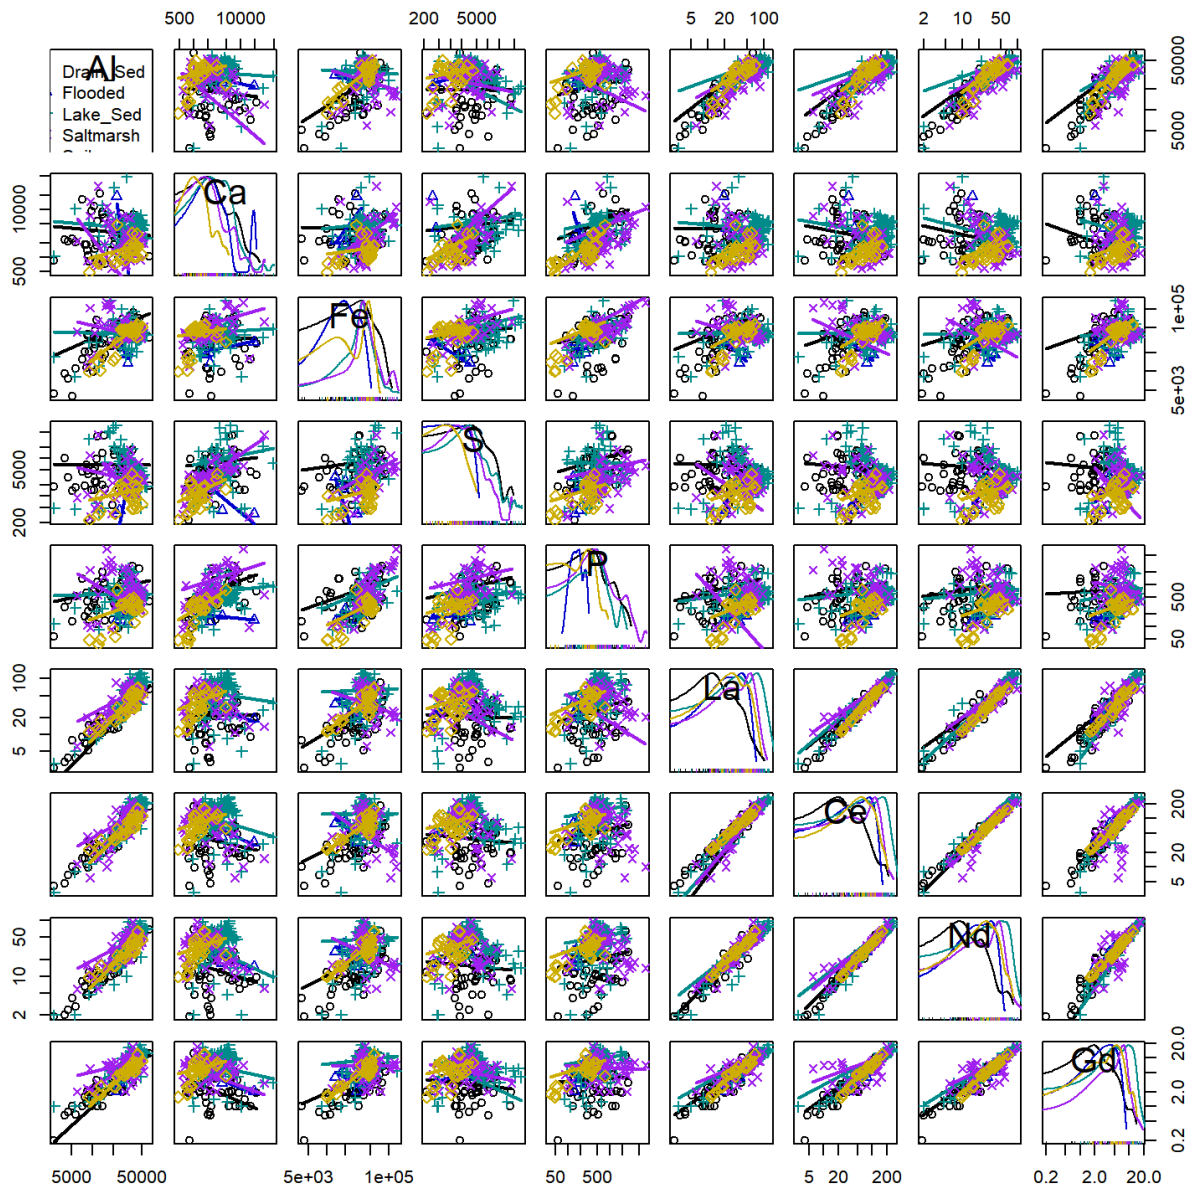 500 10000 200 5000 5 20 100 2 10 50
Al
Drain_Sed
Flooded
Lake_Sed
Saltmarsh
5000 50000
Ca
500 10000
Fe
5e+03 1e+05
S
200 5000
P
50 500
La
5 20 100
Ce
5 20 200
Nd
2 10 50
Gd
0.2 2.0 20.0
5000 50000 5e+03 1e+05 50 500 5 20 200 0.2 2.0 20.0